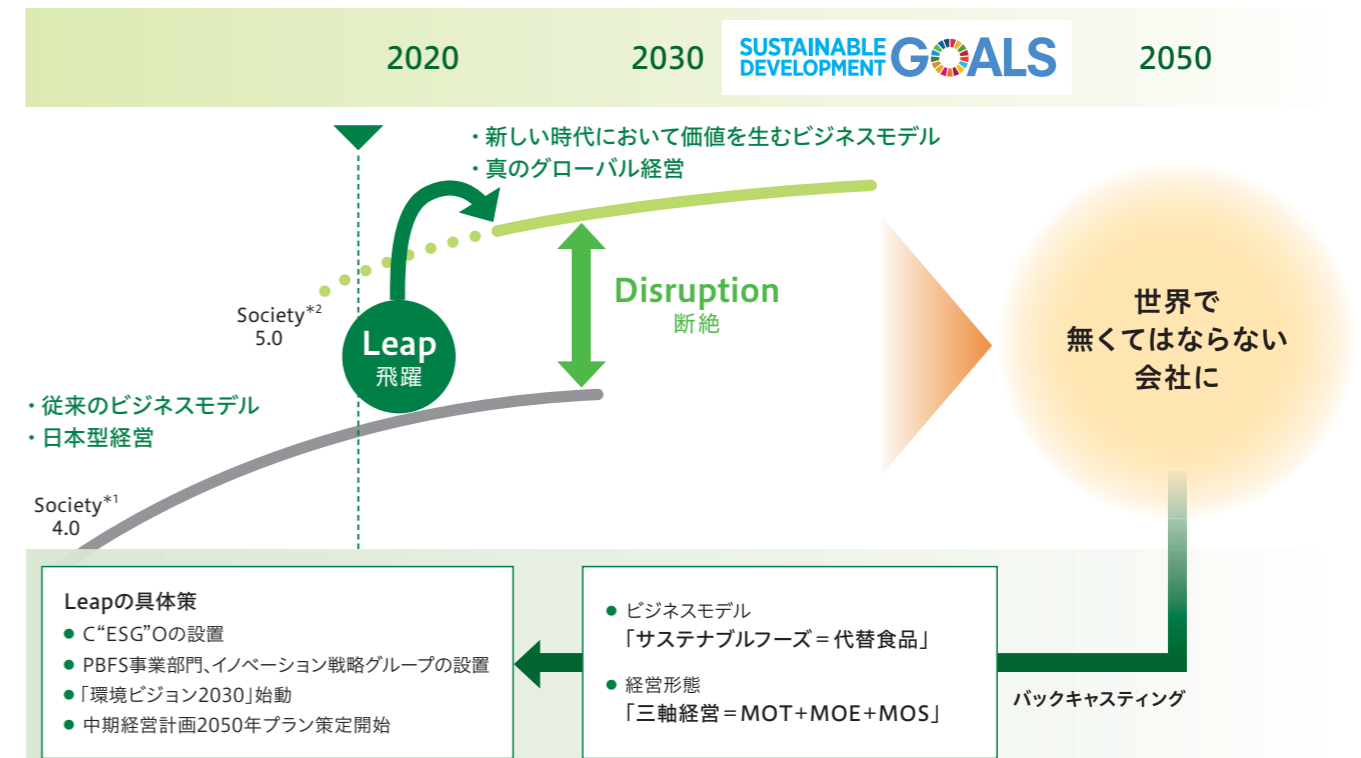 2020
2030
SUSTAINABLE
DEVELOPMENT
GOALS
2050
・新しい時代において価値を生むビジネスモデル
・真のグローバル経営
Society*2
5.0
Leap
飛躍
Disruption
断絶
世界で
無くてはならない
会社に
・従来のビジネスモデル
・日本型経営
Society*1
4.0
Leapの具体策
● C“ESG”Oの設置
● PBFS事業部門、イノベーション戦略グループの設置
● 「環境ビジョン2030」始動
● 中期経営計画2050年プラン策定開始
● ビジネスモデル
「サステナブルフーズ=代替食品」
● 経営形態
「三軸経営=MOT+MOE+MOS」
バックキャスティング